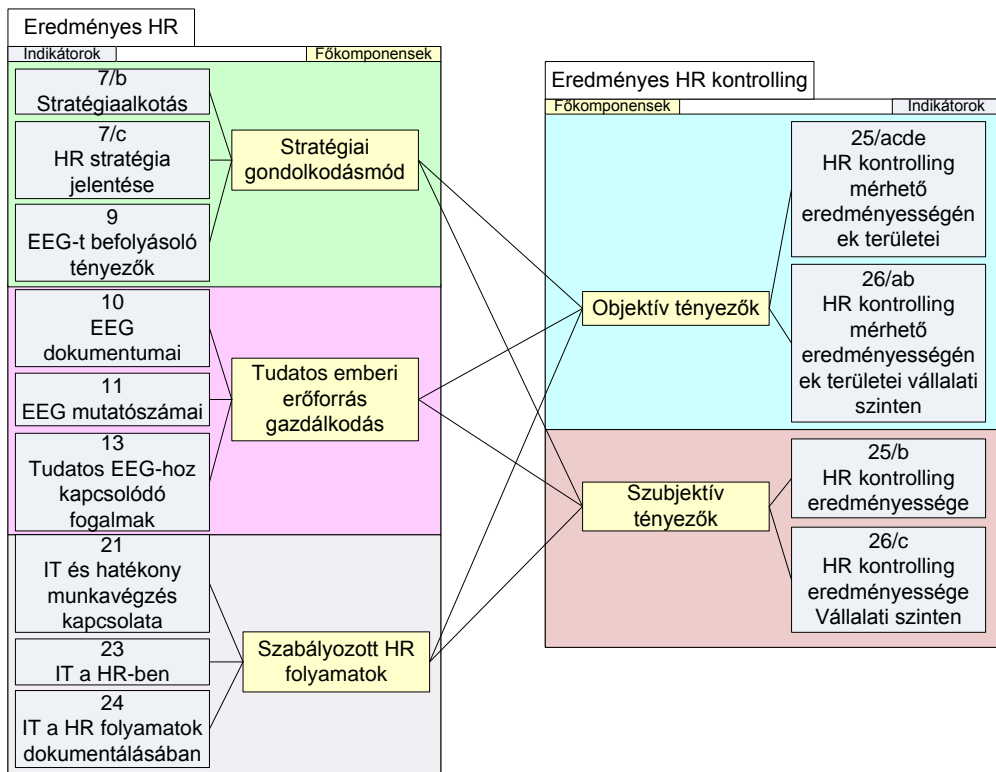 Eredményes HR
Indikátorok
Főkomponensek
7/b
Stratégiaalkotás
7/c
HR stratégia
jelentése
9
EEG-t befolyásoló
tényezők
Stratégiai
gondolkodásmód
10
EEG
dokumentumai
11
EEG mutatószámai
13
Tudatos EEG-hoz
kapcsolódó
fogalmak
Tudatos emberi
erőforrás
gazdálkodás
21
IT és hatékony
munkavégzés
kapcsolata
23
IT a HR-ben
24
IT a HR folyamatok
dokumentálásában
Szabályozott HR
folyamatok
Eredményes HR kontrolling
Főkomponensek
Indikátorok
Objektív tényezők
25/acde
HR kontrolling
mérhető
eredményességén
ek területei
26/ab
HR kontrolling
mérhető
eredményességén
ek területei vállalati
szinten
Szubjektív
tényezők
25/b
HR kontrolling
eredményessége
26/c
HR kontrolling
eredményessége
Vállalati szinten